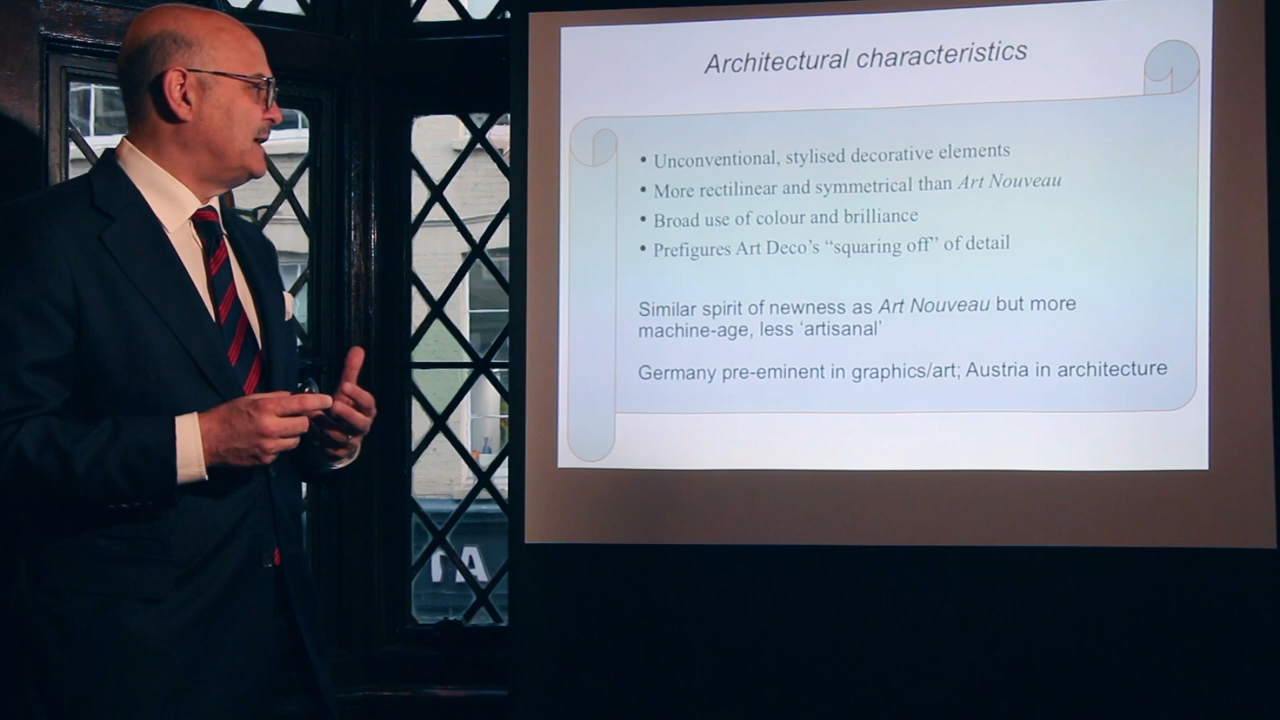 Architectural characteristics
• Unconventional, stylised decorative elements
• More rectilinear and symmetrical than Art Nouveau
• Broad use of colour and brilliance
• Prefigures Art Deco’s “squaring off” of detail
Similar spirit of newness as Art Nouveau but more
machine-age, less ‘artisanal’
Germany pre-eminent in graphics/art; Austria in architecture